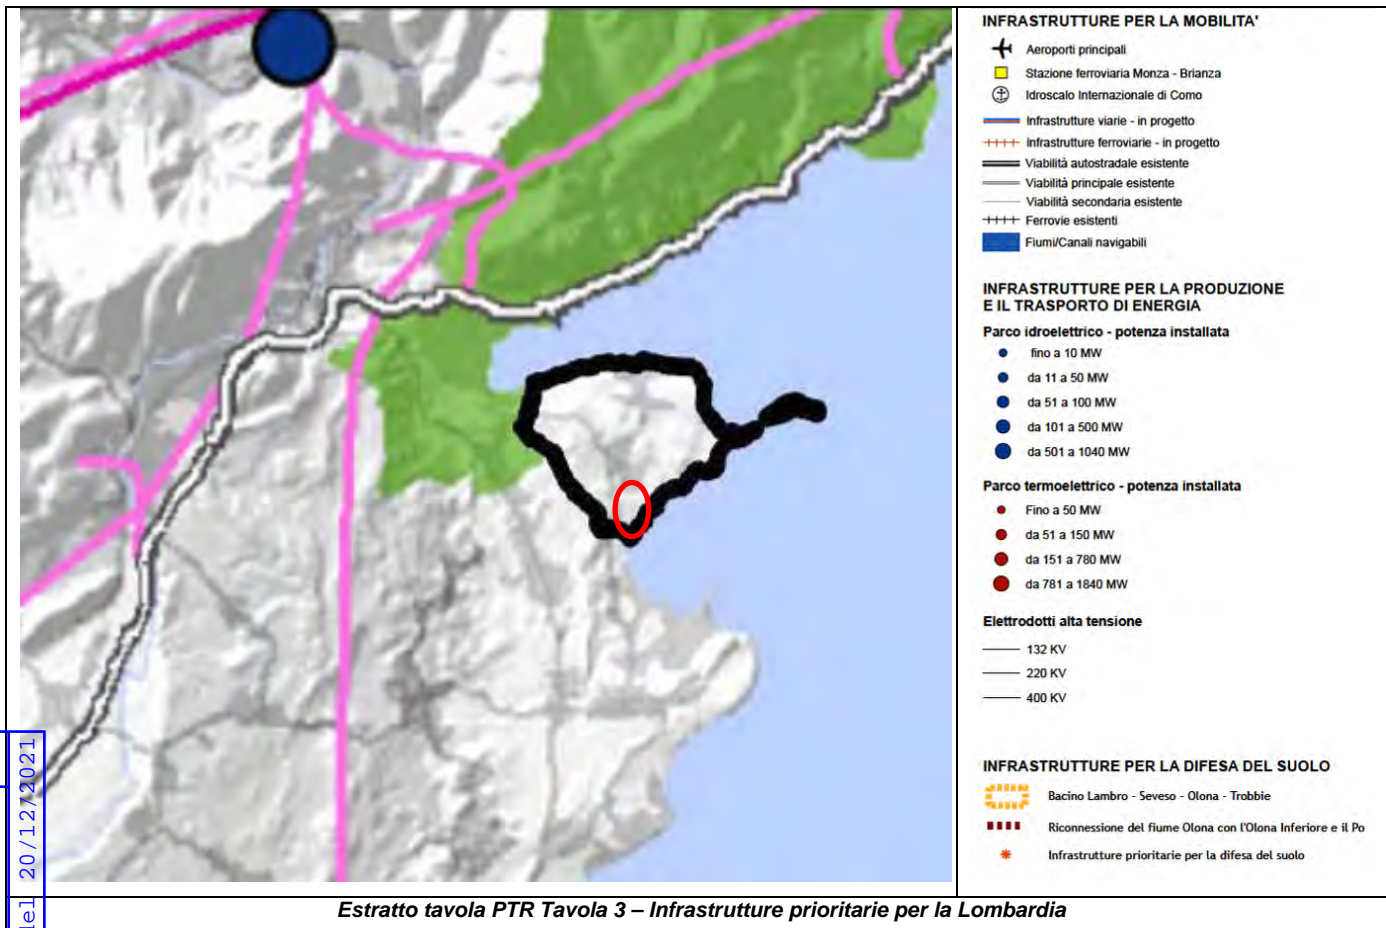 INFRASTRUTTURE PER LA MOBILITA'
Aeroporti principali
Stazione ferroviaria Monza - Brianza
Idroscalo Internazionale di Como
Infrastrutture viarie - in progetto
Infrastrutture ferroviarie - in progetto
Viabilità autostradale esistente
Viabilità principale esistente
Viabilità secondaria esistente
Ferrovie esistenti
Fiumi/Canali navigabili
INFRASTRUTTURE PER LA PRODUZIONE
E IL TRASPORTO DI ENERGIA
Parco idroelettrico - potenza installata
fino a 10 MW
da 11 a 50 MW
da 51 a 100 MW
da 101 a 500 MW
da 501 a 1040 MW
Parco termoelettrico - potenza installata
Fino a 50 MW
da 51 a 150 MW
da 151 a 780 MW
da 781 a 1840 MW
Elettrodotti alta tensione
132 KV
220 KV
400 KV
INFRASTRUTTURE PER LA DIFESA DEL SUOLO
Bacino Lambro - Seveso - Olona - Trobbie
Riconnessione del fiume Olona con l'Olona Inferiore e il Po
Infrastrutture prioritarie per la difesa del suolo
del 20/12/2021
Estratto tavola PTR Tavola 3 – Infrastrutture prioritarie per la Lombardia